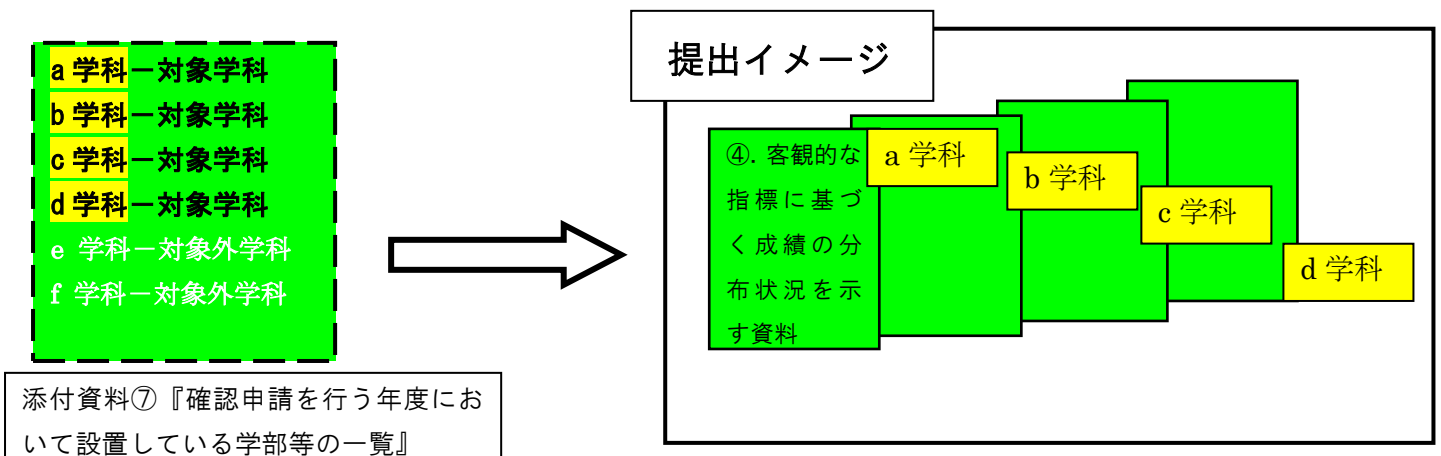 a 学科－対象学科
b 学科－対象学科
c 学科－対象学科
d 学科－対象学科
e 学科－対象外学科
f 学科－対象外学科
添付資料⑦『確認申請を行う年度にお
いて設置している学部等の一覧』
提出イメージ
④. 客観的な
指標に基づ
く成績の分
布状況を示
す資料
a 学科
b 学科
c 学科
d 学科